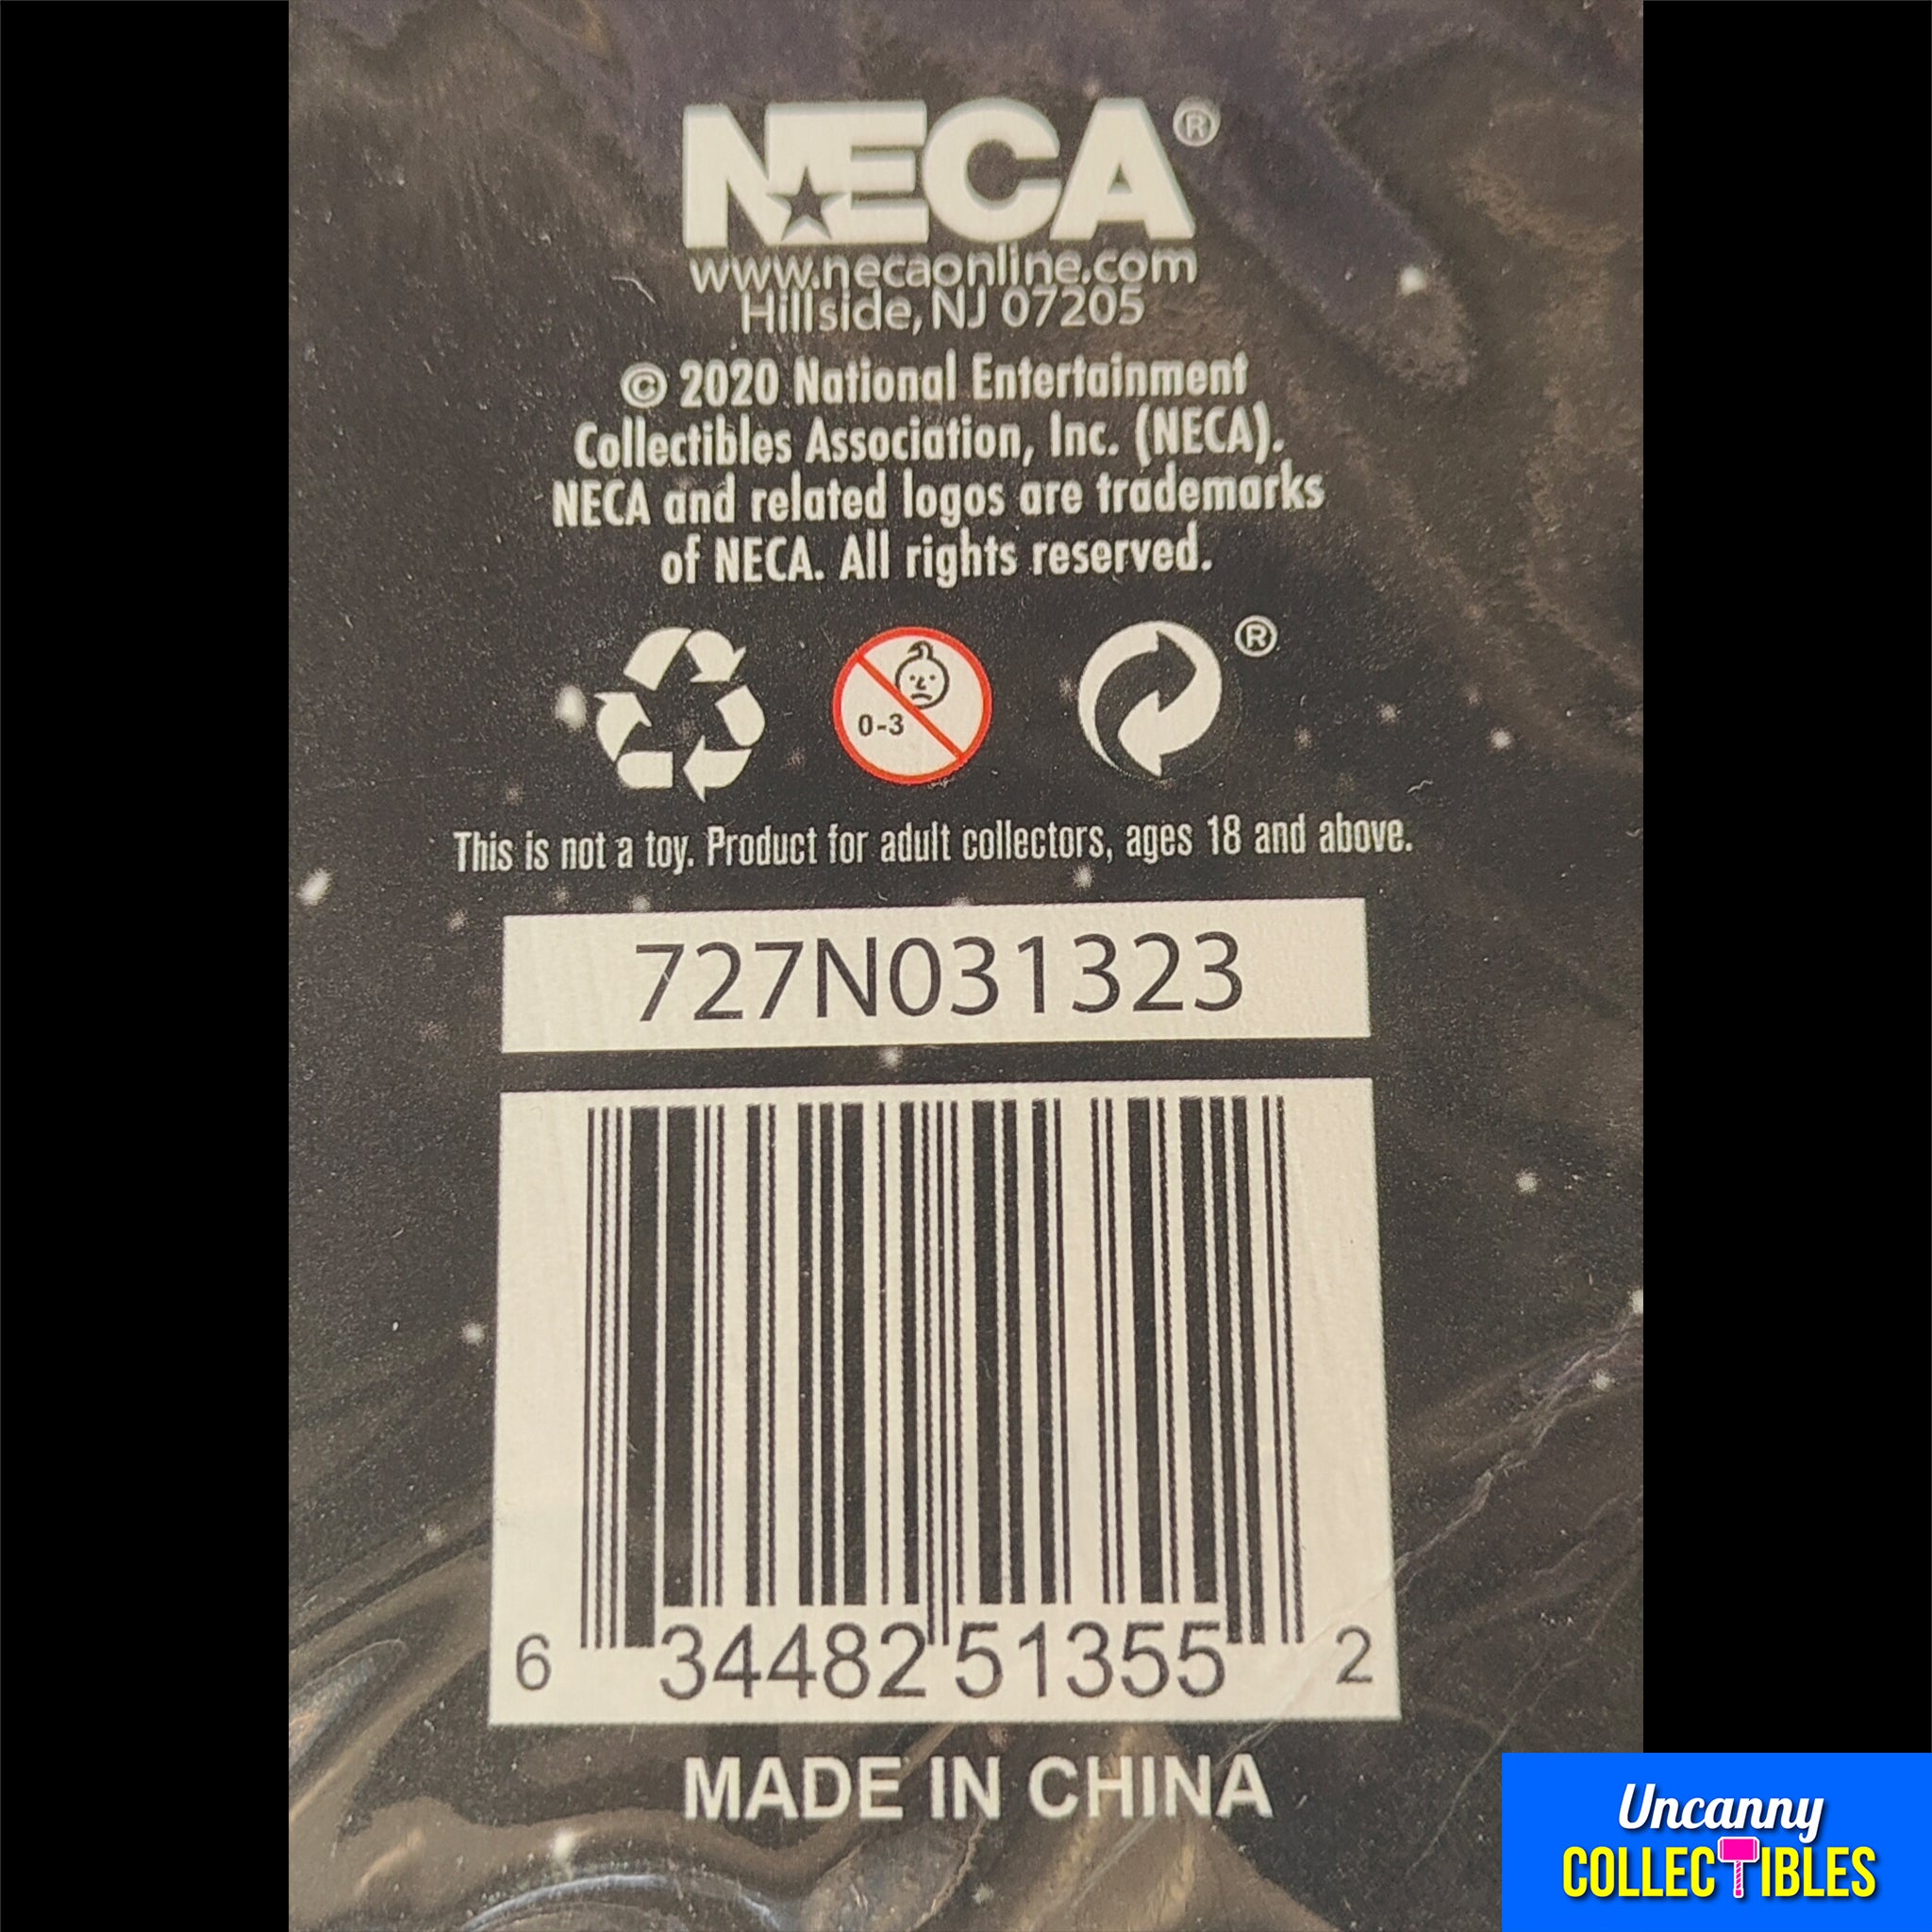 NECA®
www.necaonline.com
Hillside, NJ 07205
© 2020 National Entertainment
Collectibles Association, Inc. (NECA).
NECA and related logos are trademarks
of NECA. All rights reserved.
®
0-3
This is not a toy. Product for adult collectors, ages 18 and above.
727N031323
6 34482 51355 2
MADE IN CHINA
Uncanny
COLLECTIBLES